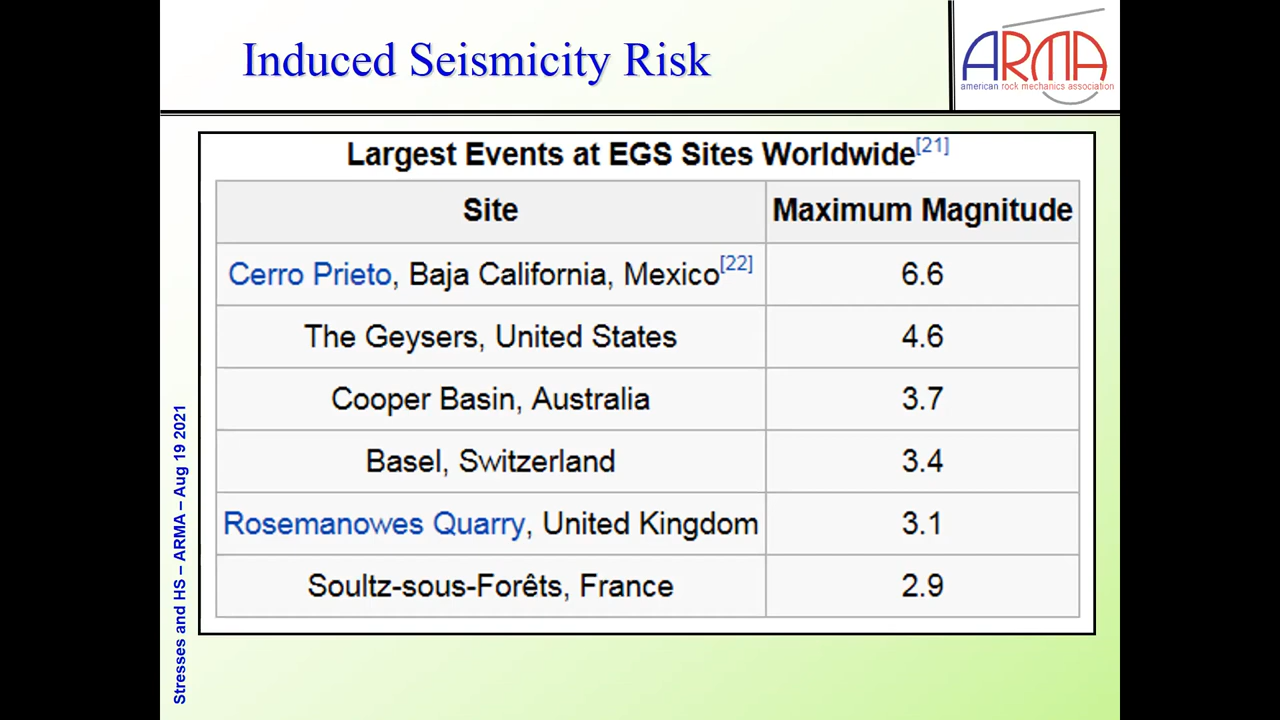 Induced Seismicity Risk
ARMA
american rock mechanics association
Largest Events at EGS Sites Worldwide[21]
Site Maximum Magnitude
Cerro Prieto, Baja California, Mexico[22] 6.6
The Geysers, United States 4.6
Cooper Basin, Australia 3.7
Basel, Switzerland 3.4
Rosemanowes Quarry, United Kingdom 3.1
Soultz-sous-Forêts, France 2.9
Stresses and HS – ARMA – Aug 19 2021